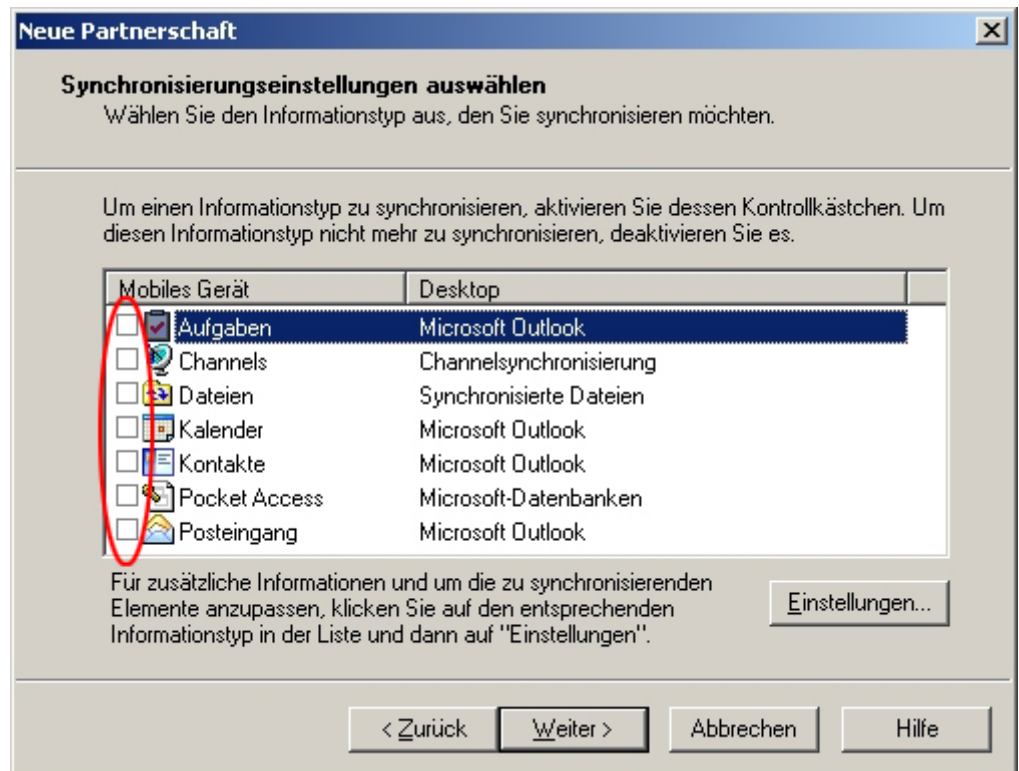 Neue Partnerschaft
Synchronisierungseinstellungen auswählen
Wählen Sie den Informationstyp aus, den Sie synchronisieren möchten.
Um einen Informationstyp zu synchronisieren, aktivieren Sie dessen Kontrollkästchen. Um
diesen Informationstyp nicht mehr zu synchronisieren, deaktivieren Sie es.
Mobiles Gerät Desktop
Aufgaben Microsoft Outlook
Channels Channelsynchronisierung
Dateien Synchronisierte Dateien
Kalender Microsoft Outlook
Kontakte Microsoft Outlook
Pocket Access Microsoft-Datenbanken
Posteingang Microsoft Outlook
Für zusätzliche Informationen und um die zu synchronisierenden
Elemente anzupassen, klicken Sie auf den entsprechenden
Informationstyp in der Liste und dann auf "Einstellungen".
Einstellungen...
< Zurück Weiter > Abbrechen Hilfe